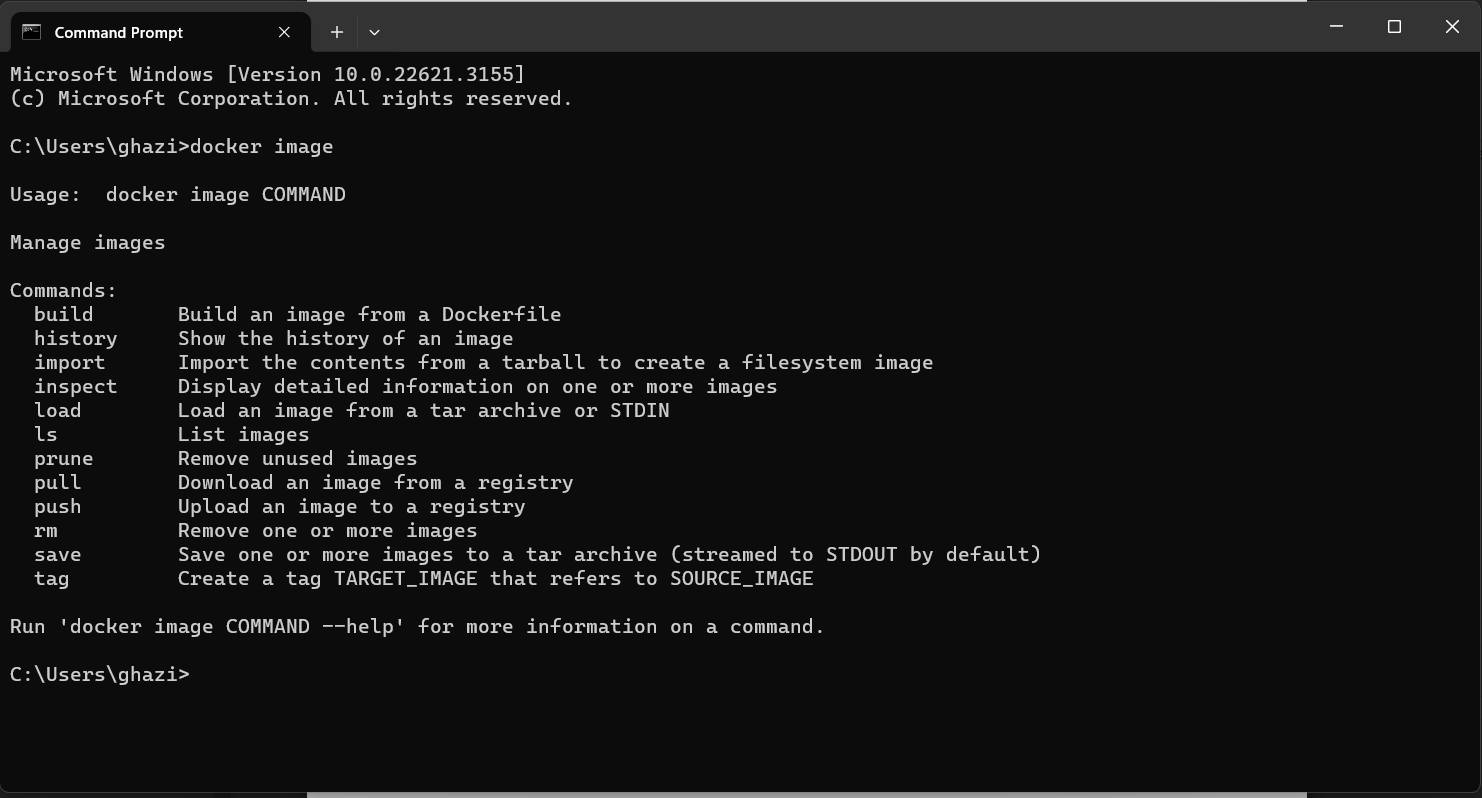 Command Prompt
Microsoft Windows [Version 10.0.22621.3155]
(c) Microsoft Corporation. All rights reserved.
C:\Users\ghazi>docker image
Usage:  docker image COMMAND
Manage images
Commands:
  build       Build an image from a Dockerfile
  history     Show the history of an image
  import      Import the contents from a tarball to create a filesystem image
  inspect     Display detailed information on one or more images
  load        Load an image from a tar archive or STDIN
  ls          List images
  prune       Remove unused images
  pull        Download an image from a registry
  push        Upload an image to a registry
  rm          Remove one or more images
  save        Save one or more images to a tar archive (streamed to STDOUT by default)
  tag         Create a tag TARGET_IMAGE that refers to SOURCE_IMAGE
Run 'docker image COMMAND --help' for more information on a command.
C:\Users\ghazi>